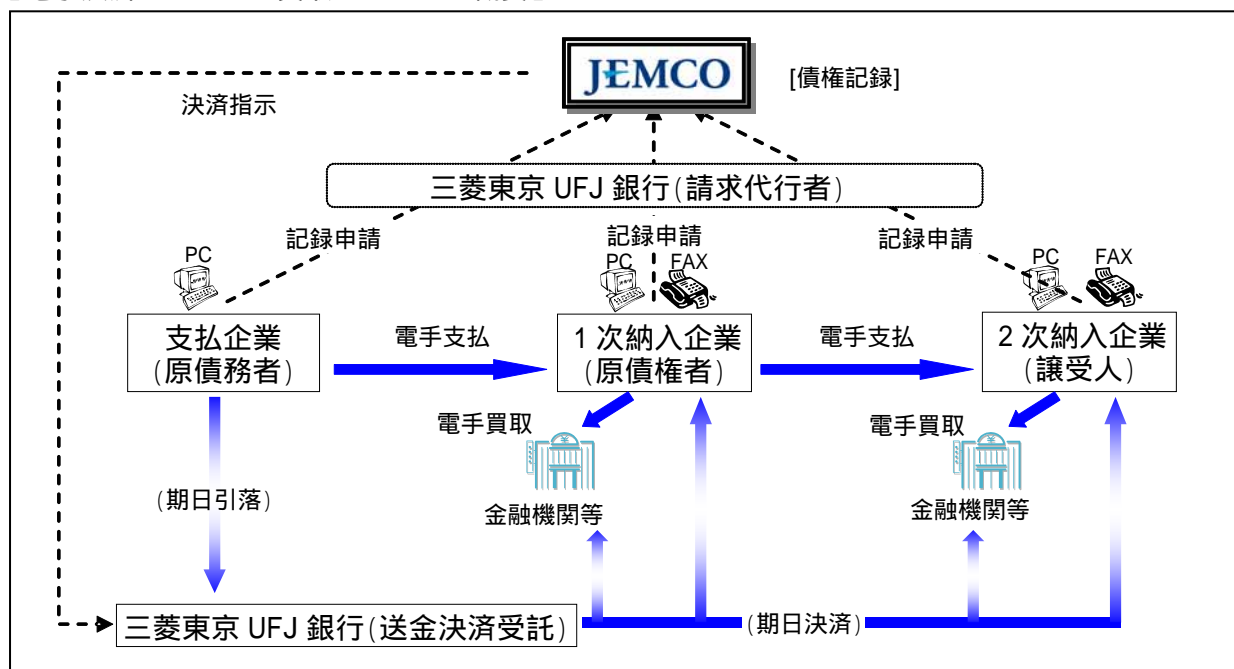 JEMCO
[債権記録]
決済指示
三菱東京 UFJ 銀行(請求代行者)
記録申請
記録申請
記録申請
PC
PC
FAX
PC
FAX
支払企業
(原債務者)
電手支払
1 次納入企業
(原債権者)
電手支払
2 次納入企業
(譲受人)
電手買取
電手買取
¥
¥
(期日引落)
金融機関等
金融機関等
三菱東京 UFJ 銀行(送金決済受託)
(期日決済)